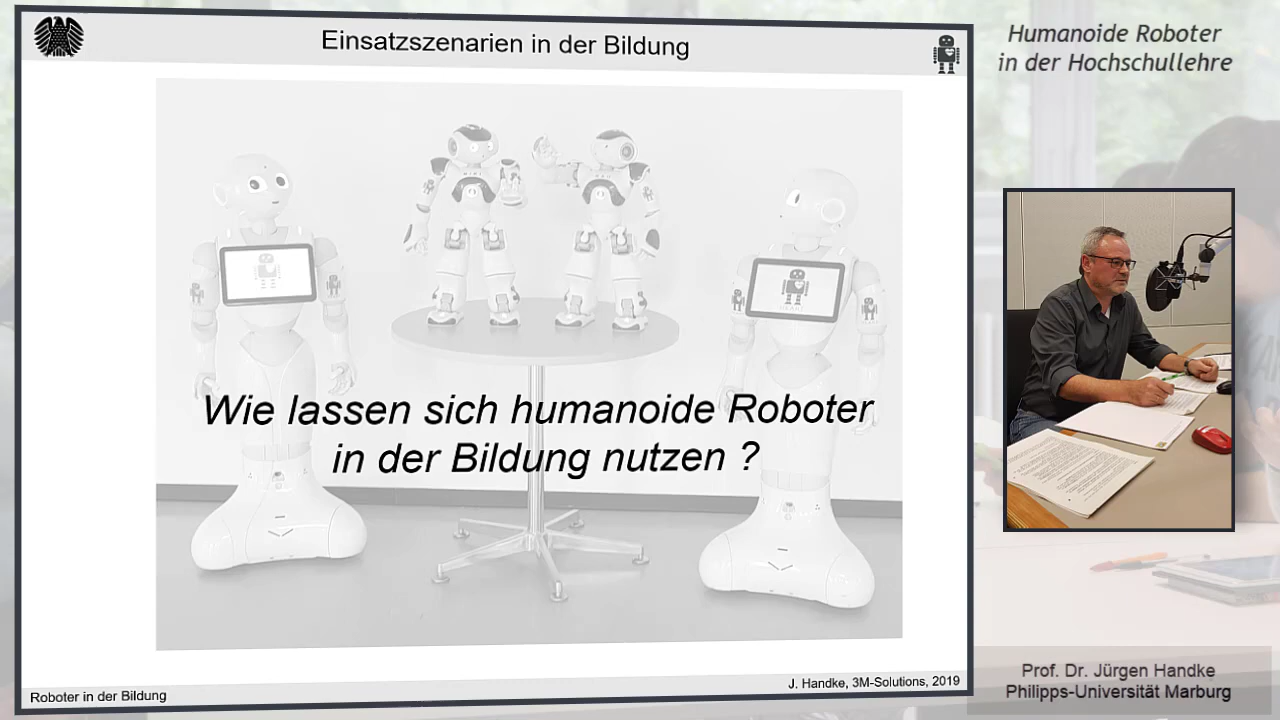 Einsatzszenarien in der Bildung
Wie lassen sich humanoide Roboter
in der Bildung nutzen ?
Roboter in der Bildung
J. Handke, 3M-Solutions, 2019
Humanoide Roboter
in der Hochschullehre
Prof. Dr. Jürgen Handke
Philipps-Universität Marburg